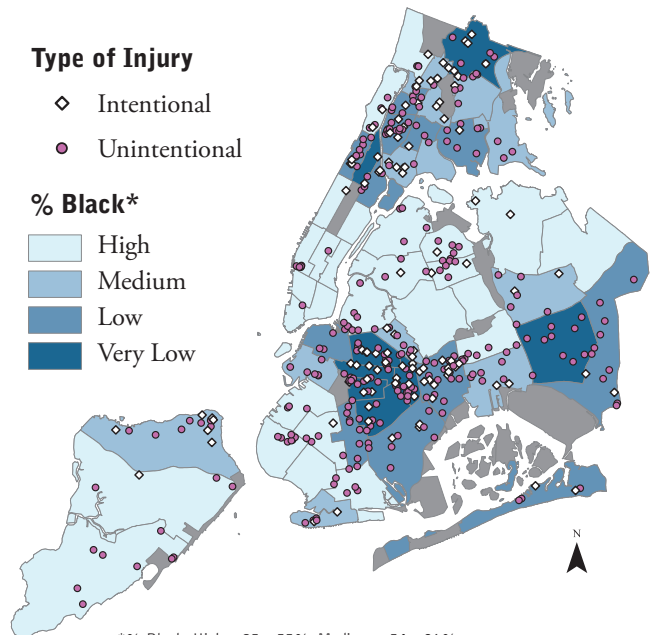 Type of Injury
Intentional
Unintentional
% Black*
High
Medium
Low
Very Low
N